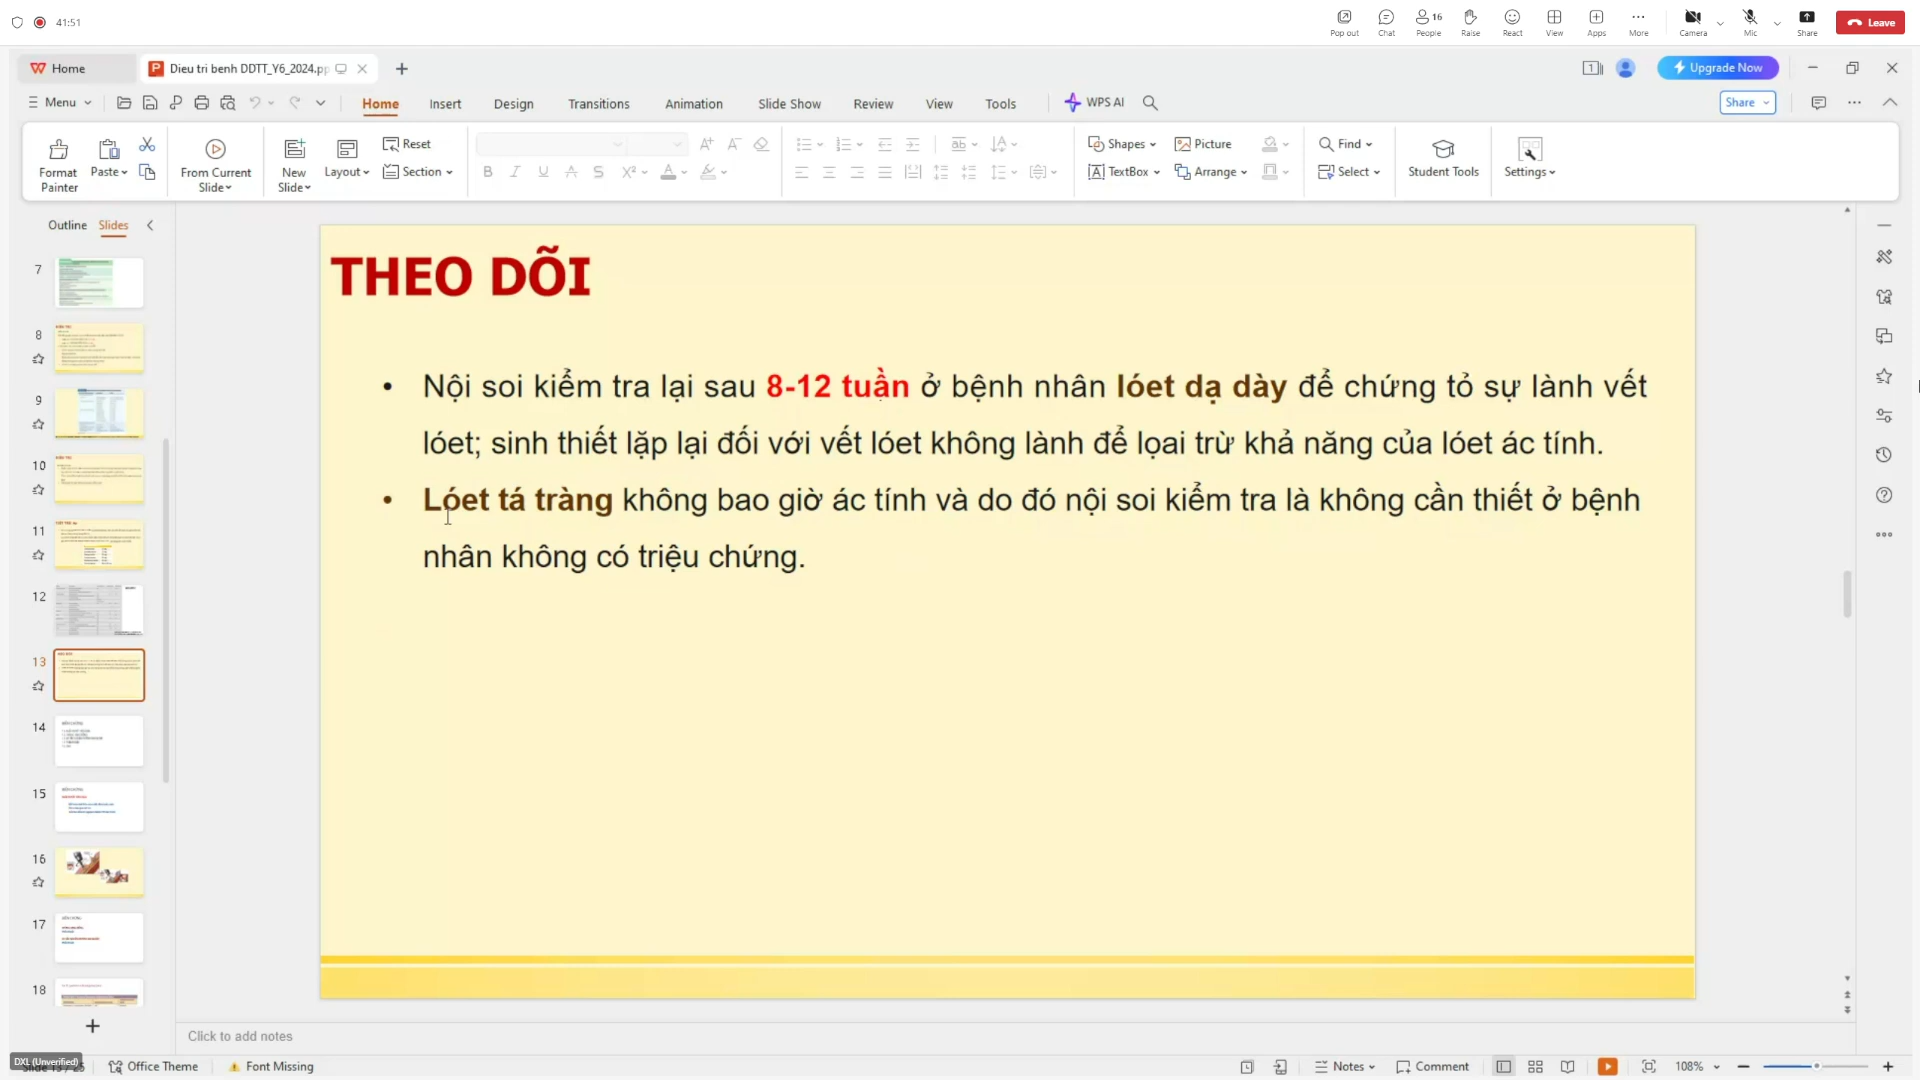 41:51
Pop out
Chat
16
People
Raise
React
View
Apps
More
Camera
Mic
Share
Leave
Home
Dieu tri benh DDTT_Y6_2024.pp
Upgrade Now
Menu
Home
Insert
Design
Transitions
Animation
Slide Show
Review
View
Tools
WPS AI
Share
Format Painter
Paste
From Current Slide
New Slide
Layout
Reset
Section
Shapes
Picture
TextBox
Arrange
Find
Select
Student Tools
Settings
Outline
Slides
7
8
9
10
11
12
13
14
15
16
17
18
THEO DÕI
• Nội soi kiểm tra lại sau 8-12 tuần ở bệnh nhân lóet dạ dày để chứng tỏ sự lành vết
lóet; sinh thiết lặp lại đối với vết lóet không lành để lọai trừ khả năng của lóet ác tính.
• Lóet tá tràng không bao giờ ác tính và do đó nội soi kiểm tra là không cần thiết ở bệnh
nhân không có triệu chứng.
Click to add notes
DXL (Unverified)
Office Theme
Font Missing
Notes
Comment
108%